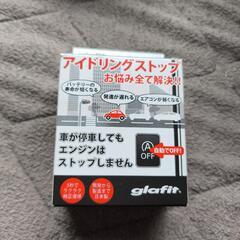 アイドリングストップ
お悩み全て解決!!
バッテリーの
寿命が短くなる
発進が遅れる
エアコンが弱くなる
車が停車しても
エンジンは
ストップしません
A
OFF
自動でOFF!
glafit